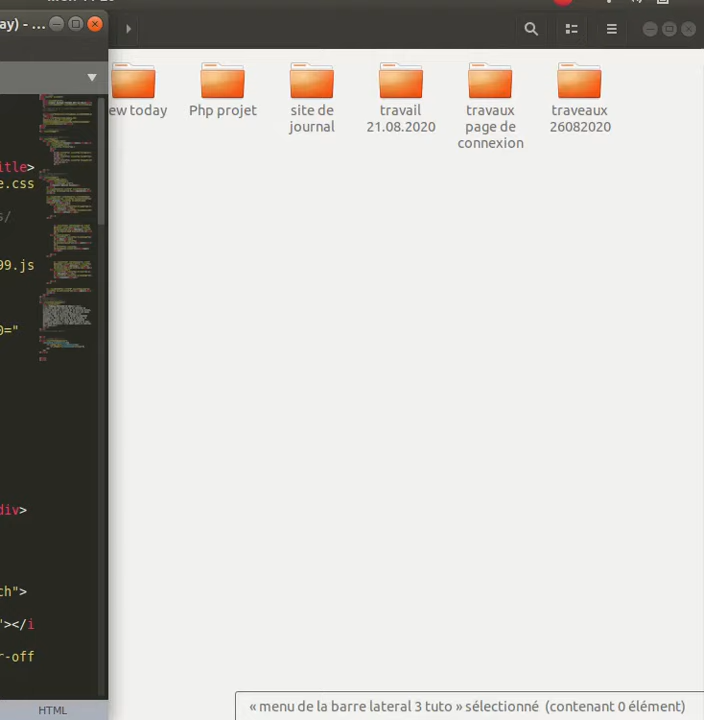 ay) - ...
ew today
Php projet
site de
journal
travail
21.08.2020
travaux
page de
connexion
traveaux
26082020
itle>
e.css
s/
99.js
0="
div>
ch">
"></i
r-off
HTML
« menu de la barre lateral 3 tuto » sélectionné (contenant 0 élément)